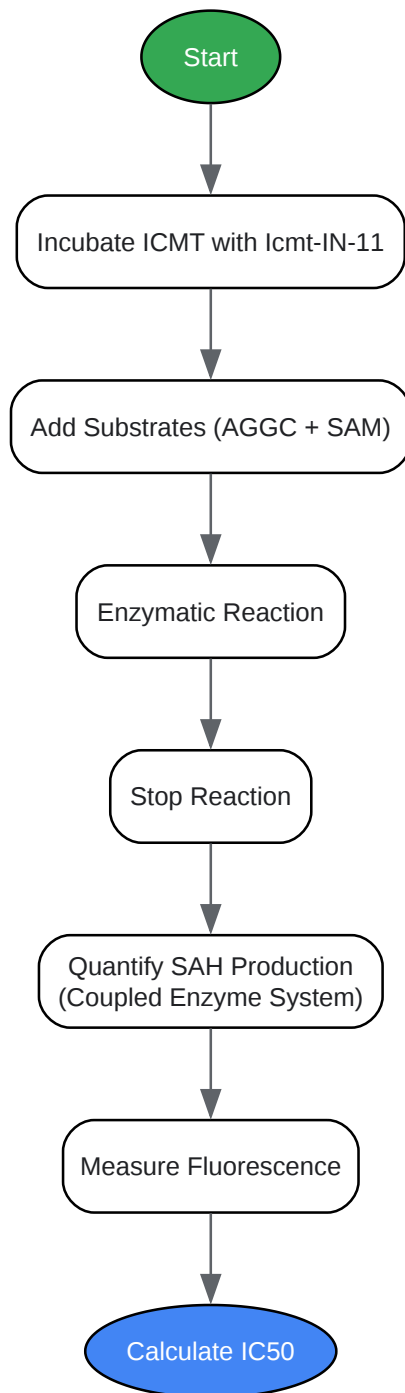 Start
Incubate ICMT with Icmt-IN-11
Add Substrates (AGGC + SAM)
Enzymatic Reaction
Stop Reaction
Quantify SAH Production
(Coupled Enzyme System)
Measure Fluorescence
Calculate IC50